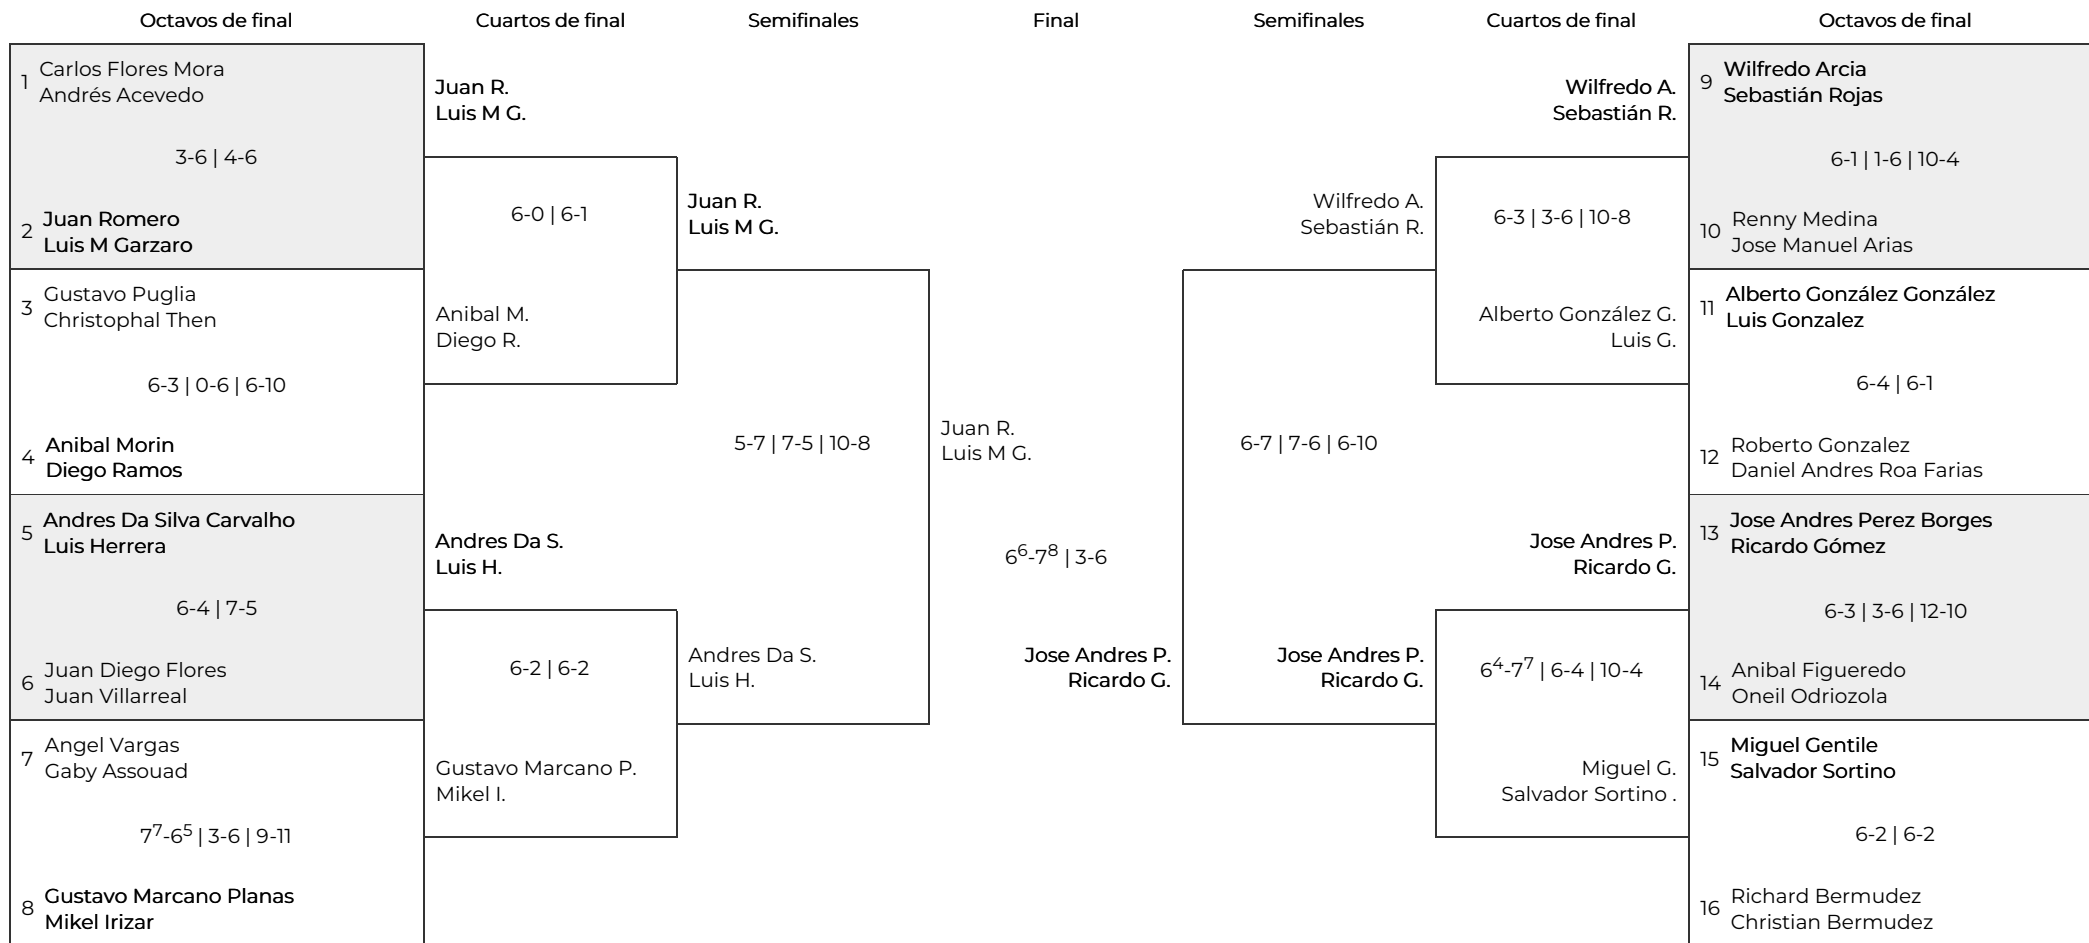 Octavos de final
Cuartos de final
Semifinales
Final
Semifinales
Cuartos de final
Octavos de final
1
Carlos Flores Mora
Andrés Acevedo
3-6 | 4-6
2
Juan Romero
Luis M Garzaro
3
Gustavo Puglia
Christophal Then
6-3 | 0-6 | 6-10
4
Anibal Morin
Diego Ramos
5
Andres Da Silva Carvalho
Luis Herrera
6-4 | 7-5
6
Juan Diego Flores
Juan Villarreal
7
Angel Vargas
Gaby Assouad
7⁷-6⁵ | 3-6 | 9-11
8
Gustavo Marcano Planas
Mikel Irizar
Juan R.
Luis M G.
6-0 | 6-1
Anibal M.
Diego R.
Andres Da S.
Luis H.
6-2 | 6-2
Gustavo Marcano P.
Mikel I.
Juan R.
Luis M G.
5-7 | 7-5 | 10-8
Andres Da S.
Luis H.
Juan R.
Luis M G.
6⁶-7⁸ | 3-6
Jose Andres P.
Ricardo G.
Wilfredo A.
Sebastián R.
6-7 | 7-6 | 6-10
Jose Andres P.
Ricardo G.
Wilfredo A.
Sebastián R.
6-3 | 3-6 | 10-8
Alberto González G.
Luis G.
Jose Andres P.
Ricardo G.
6⁴-7⁷ | 6-4 | 10-4
Miguel G.
Salvador Sortino .
9
Wilfredo Arcia
Sebastián Rojas
6-1 | 1-6 | 10-4
10
Renny Medina
Jose Manuel Arias
11
Alberto González González
Luis Gonzalez
6-4 | 6-1
12
Roberto Gonzalez
Daniel Andres Roa Farias
13
Jose Andres Perez Borges
Ricardo Gómez
6-3 | 3-6 | 12-10
14
Anibal Figueredo
Oneil Odriozola
15
Miguel Gentile
Salvador Sortino
6-2 | 6-2
16
Richard Bermudez
Christian Bermudez